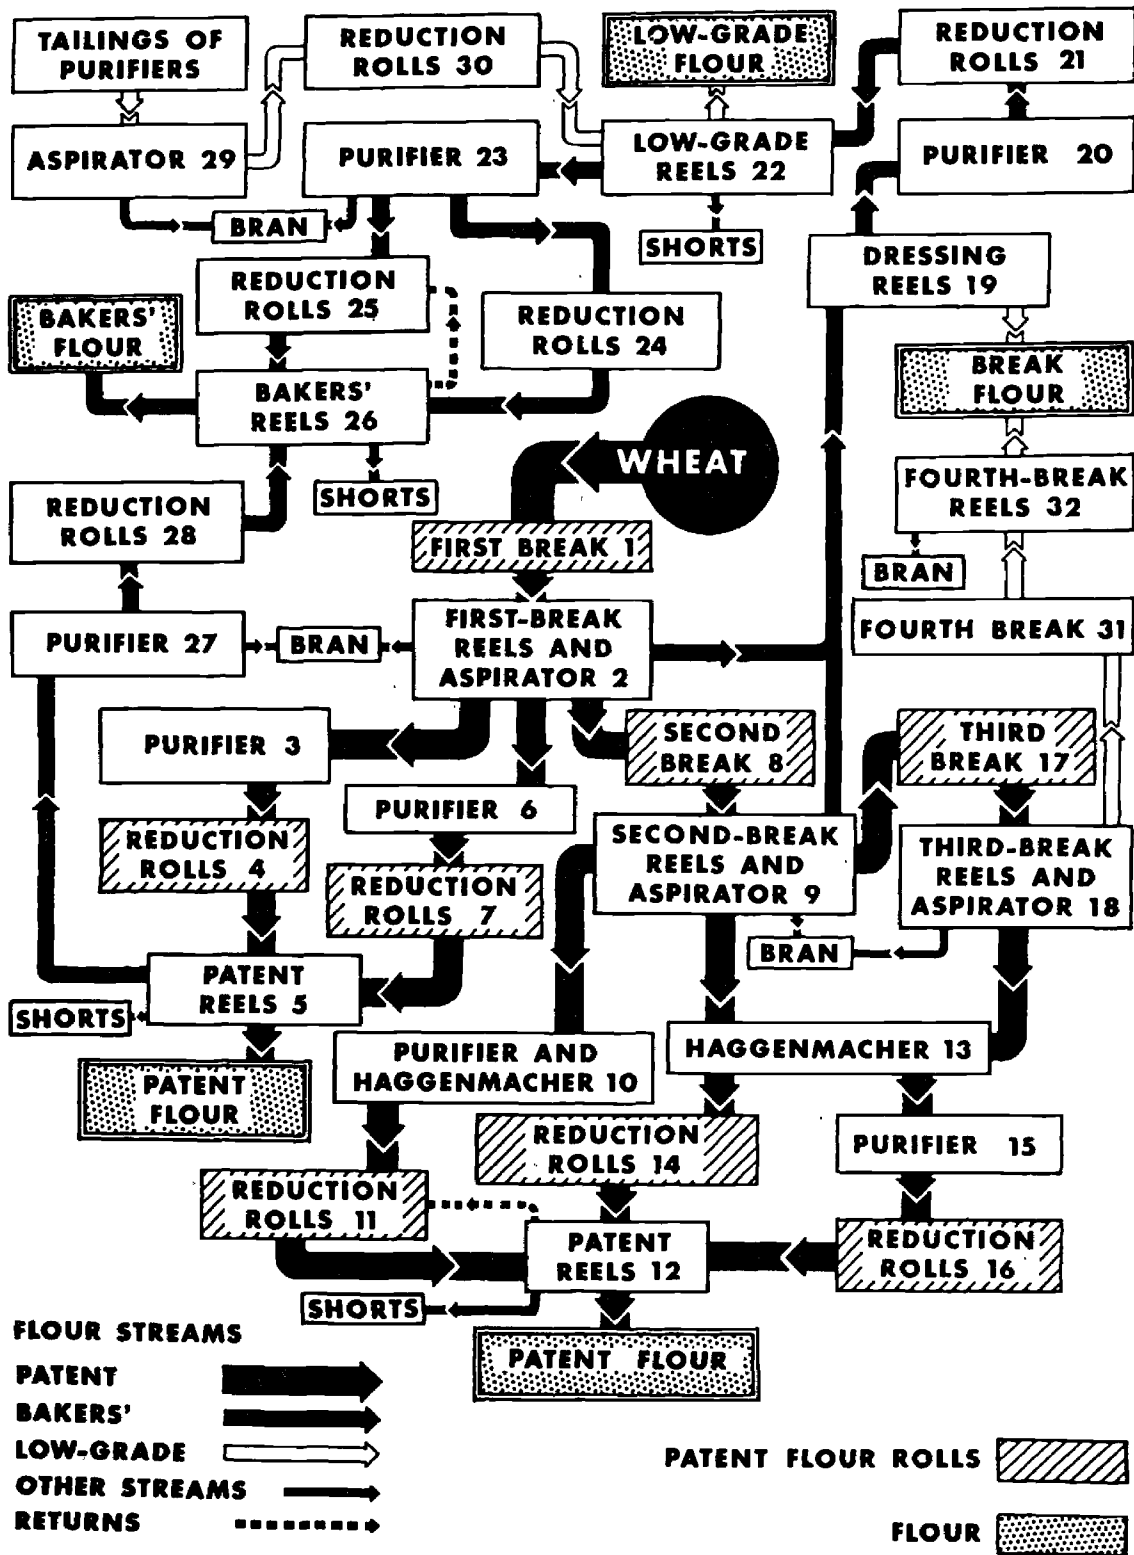 TAILINGS OF
PURIFIERS
REDUCTION
ROLLS 30
LOW-GRADE
FLOUR
REDUCTION
ROLLS 21
ASPIRATOR 29
PURIFIER 23
LOW-GRADE
REELS 22
PURIFIER 20
BRAN
SHORTS
DRESSING
REELS 19
REDUCTION
ROLLS 25
BAKERS'
FLOUR
REDUCTION
ROLLS 24
BREAK
FLOUR
BAKERS'
REELS 26
WHEAT
SHORTS
FOURTH-BREAK
REELS 32
REDUCTION
ROLLS 28
FIRST BREAK 1
BRAN
PURIFIER 27
BRAN
FIRST-BREAK
REELS AND
ASPIRATOR 2
FOURTH BREAK 31
PURIFIER 3
SECOND
BREAK 8
THIRD
BREAK 17
PURIFIER 6
REDUCTION
ROLLS 4
SECOND-BREAK
REELS AND
ASPIRATOR 9
THIRD-BREAK
REELS AND
ASPIRATOR 18
REDUCTION
ROLLS 7
BRAN
PATENT
REELS 5
SHORTS
PURIFIER AND
HAGGENMACHER 10
HAGGENMACHER 13
PATENT
FLOUR
REDUCTION
ROLLS 14
PURIFIER 15
REDUCTION
ROLLS 11
PATENT
REELS 12
REDUCTION
ROLLS 16
SHORTS
PATENT FLOUR
FLOUR STREAMS
PATENT
BAKERS'
LOW-GRADE
OTHER STREAMS
RETURNS
PATENT FLOUR ROLLS
FLOUR